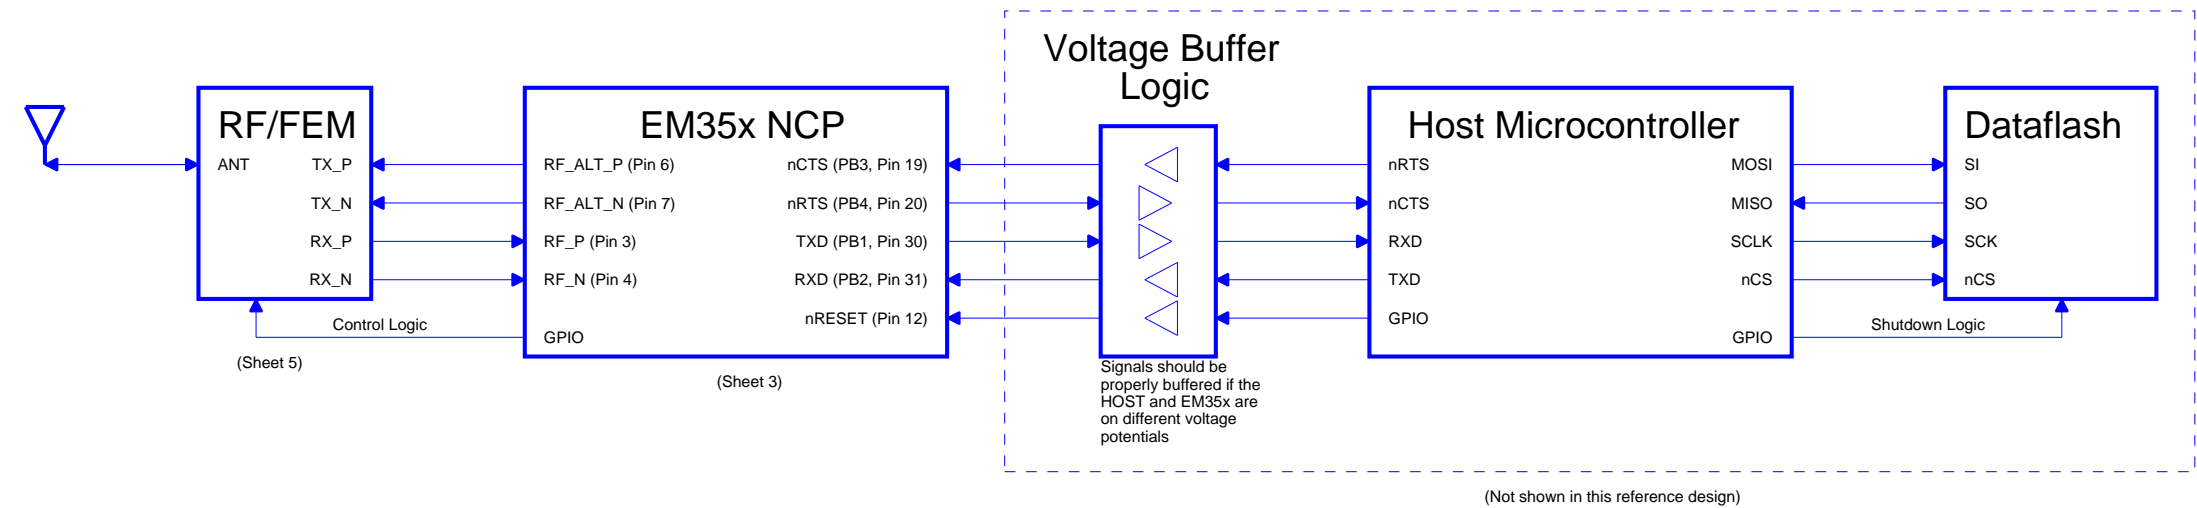 Voltage Buffer
Logic
RF/FEM
ANT
TX_P
TX_N
RX_P
RX_N
Control Logic
(Sheet 5)
EM35x NCP
RF_ALT_P (Pin 6)
RF_ALT_N (Pin 7)
RF_P (Pin 3)
RF_N (Pin 4)
GPIO
nCTS (PB3, Pin 19)
nRTS (PB4, Pin 20)
TXD (PB1, Pin 30)
RXD (PB2, Pin 31)
nRESET (Pin 12)
(Sheet 3)
Signals should be
properly buffered if the
HOST and EM35x are
on different voltage
potentials
Host Microcontroller
nRTS
nCTS
RXD
TXD
GPIO
MOSI
MISO
SCLK
nCS
GPIO
Shutdown Logic
Dataflash
SI
SO
SCK
nCS
(Not shown in this reference design)